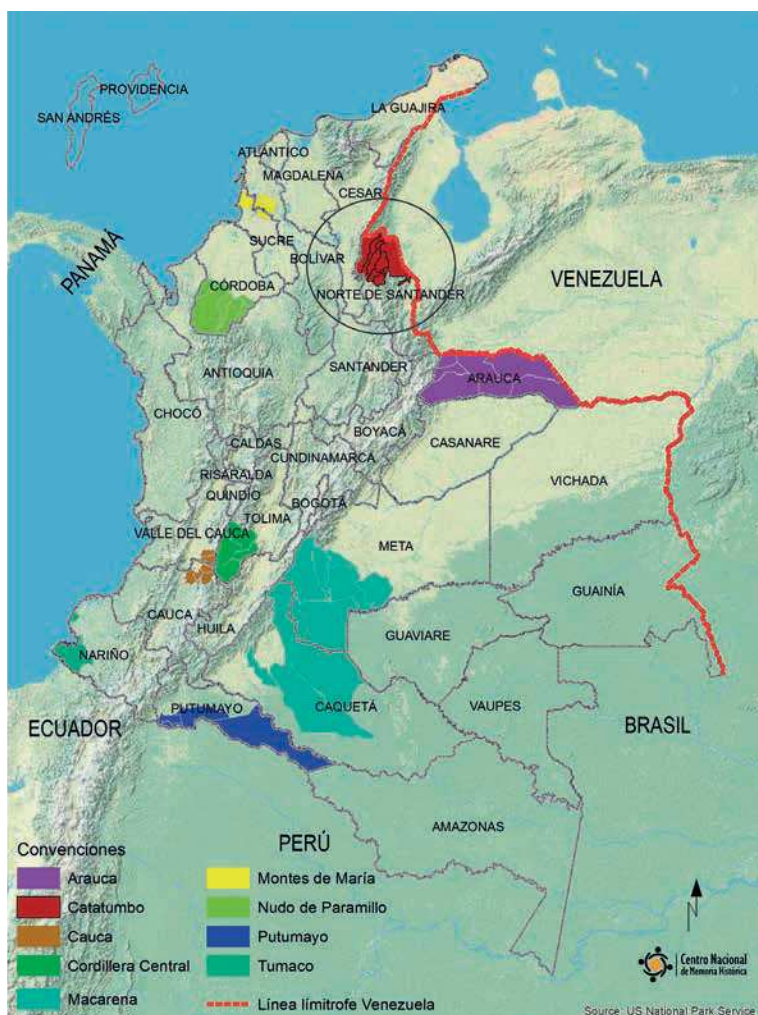 PROVIDENCIA
SAN ANDRÉS
LA GUAJIRA
ATLÁNTICO
MAGDALENA
CESAR
PANAMÁ
SUCRE
BOLÍVAR
VENEZUELA
CÓRDOBA
NORTE DE SANTANDER
ANTIOQUIA
SANTANDER
ARAUCA
CHOCÓ
BOYACÁ
CASANARE
CALDAS
CUNDINAMARCA
RISARALDA
VICHADA
QUINDÍO
BOGOTÁ
TOLIMA
VALLE DEL CAUCA
META
GUAINÍA
CAUCA
HUILA
GUAVIARE
NARIÑO
PUTUMAYO
CAQUETÁ
VAUPES
ECUADOR
BRASIL
AMAZONAS
PERÚ
Convenciones
Arauca
Catatumbo
Cauca
Cordillera Central
Macarena
Montes de María
Nudo de Paramillo
Putumayo
Tumaco
Línea límitrofe Venezuela
N
Centro Nacional
de Memoria Histórica
Source: US National Park Service